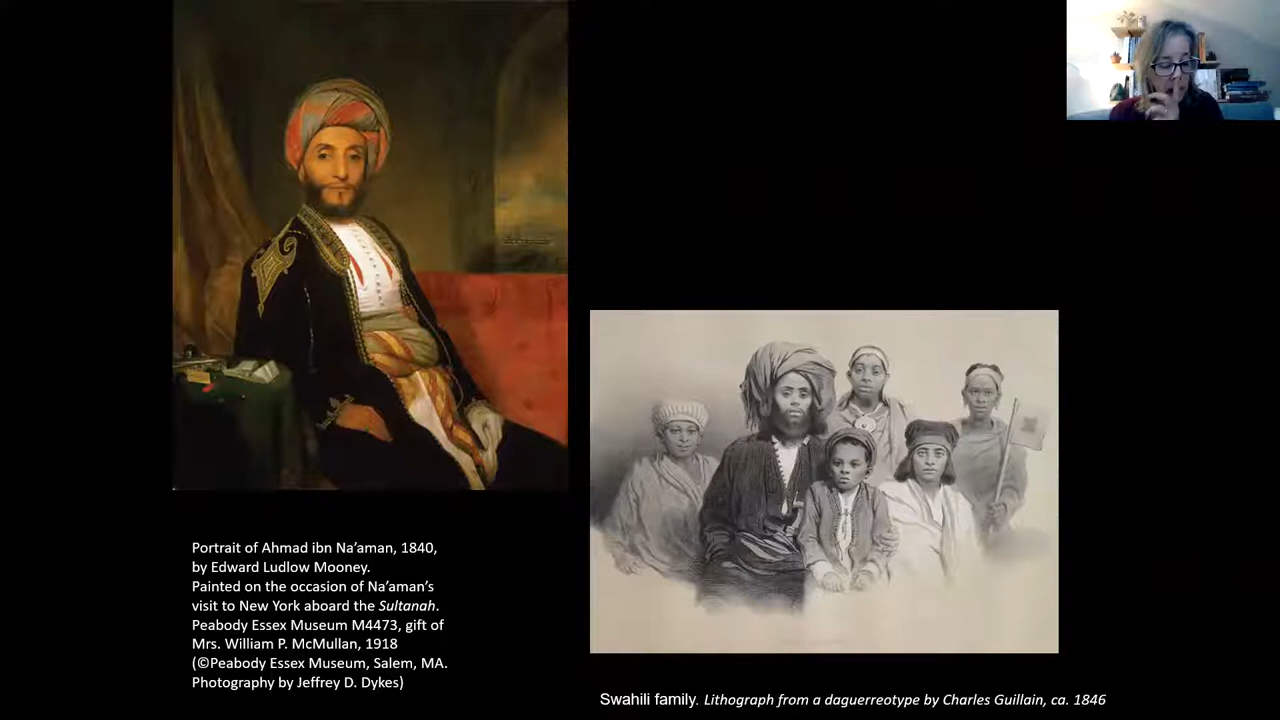 Portrait of Ahmad ibn Na’aman, 1840,
by Edward Ludlow Mooney.
Painted on the occasion of Na’aman’s
visit to New York aboard the Sultanah.
Peabody Essex Museum M4473, gift of
Mrs. William P. McMullan, 1918
(©Peabody Essex Museum, Salem, MA.
Photography by Jeffrey D. Dykes)
Swahili family. Lithograph from a daguerreotype by Charles Guillain, ca. 1846